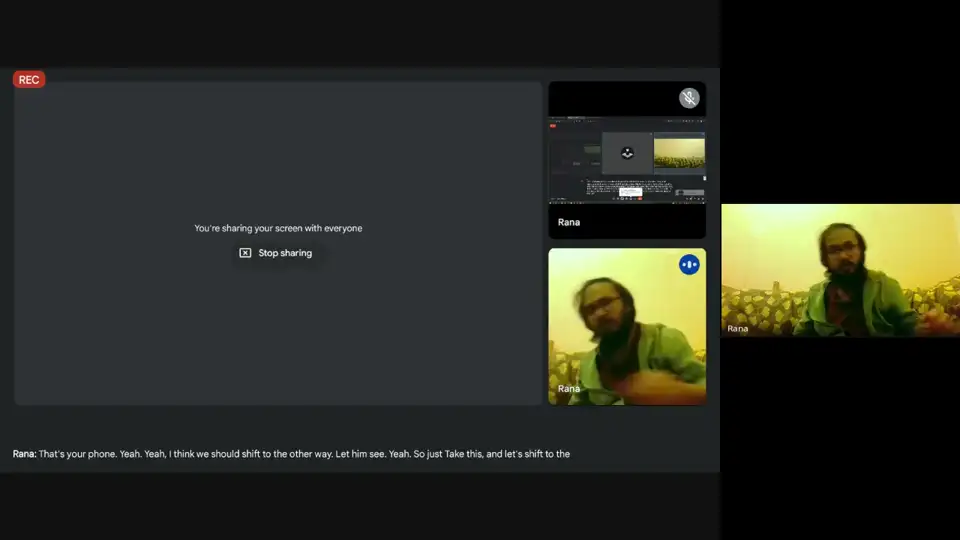 REC
You're sharing your screen with everyone
Stop sharing
Rana
Rana
Rana
Rana: That's your phone. Yeah. Yeah, I think we should shift to the other way. Let him see. Yeah. So just Take this, and let's shift to the